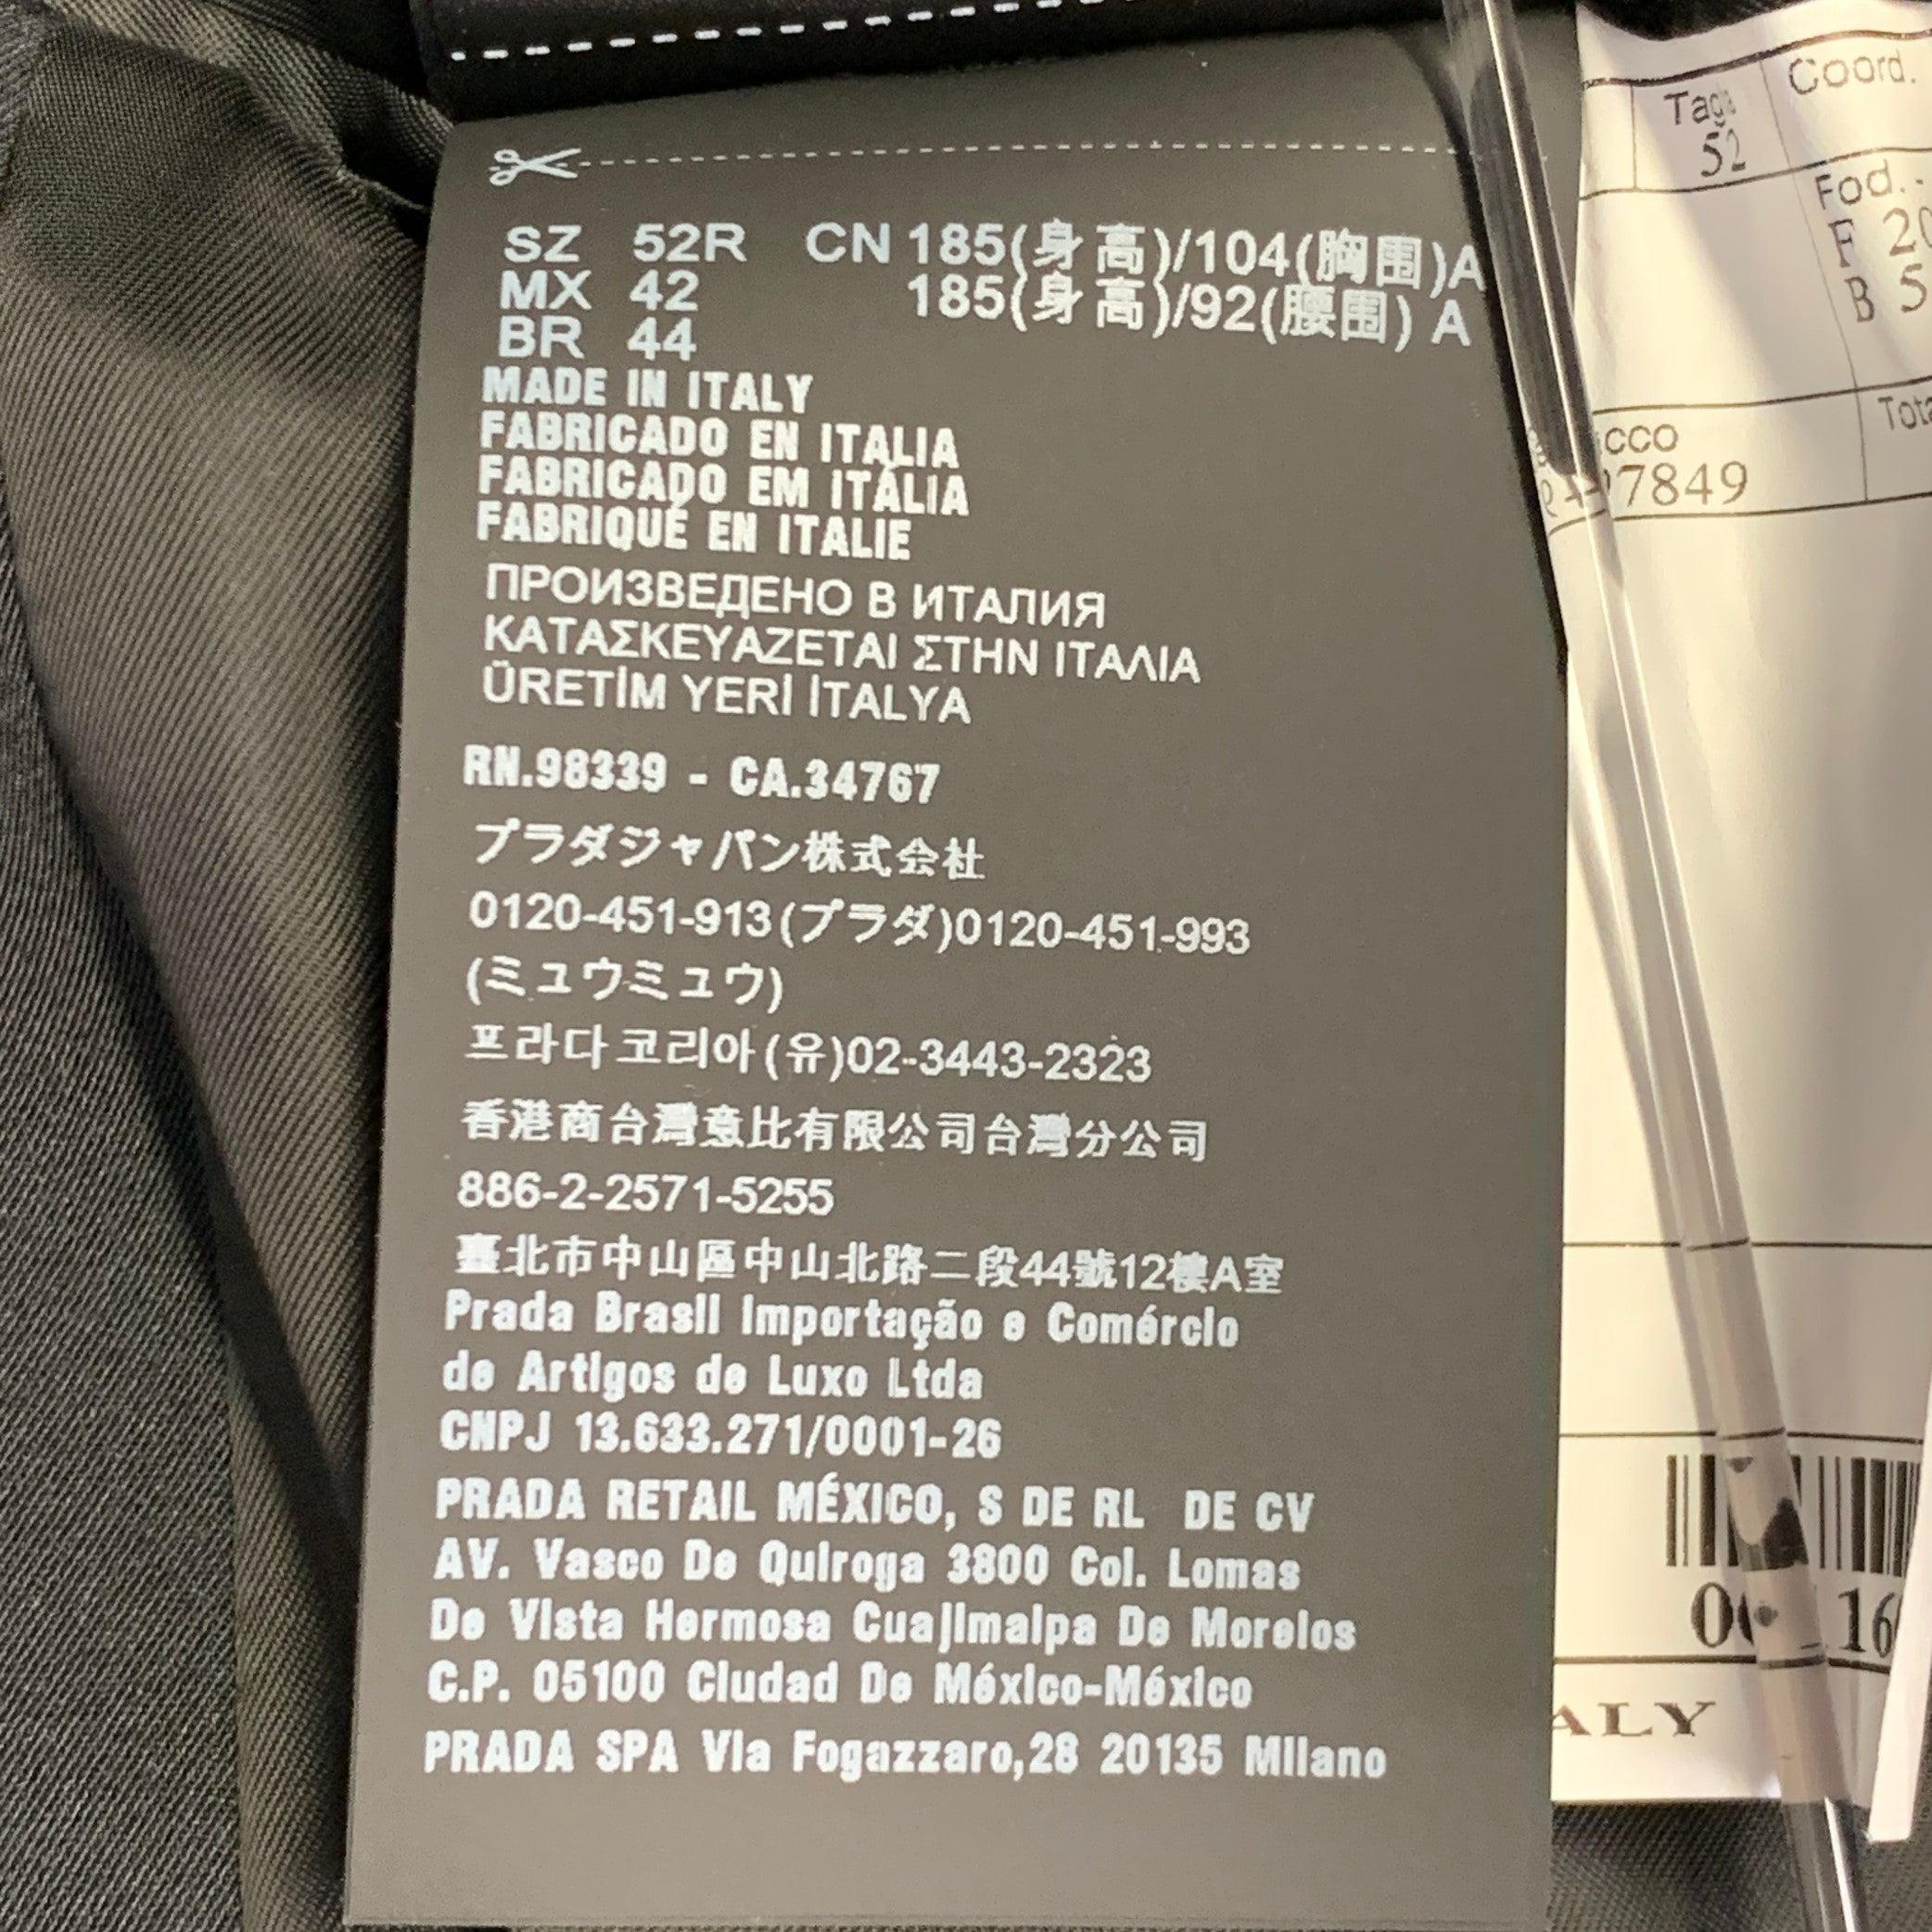 SZ 52R CN 185(身高)/104(胸围)A
MX 42 185(身高)/92(腰围) A
BR 44
MADE IN ITALY
FABRICADO EN ITALIA
FABRICADO EM ITÁLIA
FABRIQUÉ EN ITALIE
ПРОИЗВЕДЕНО В ИТАЛИЯ
ΚΑΤΑΣΚΕΥΑΖΕΤΑΙ ΣΤΗΝ ΙΤΑΛΙΑ
ÜRETİM YERİ İTALYA
RN.98339 - CA.34767
プラダジャパン株式会社
0120-451-913(プラダ)0120-451-993
(ミュウミュウ)
프라다코리아(유)02-3443-2323
香港商台灣意比有限公司台灣分公司
886-2-2571-5255
臺北市中山區中山北路二段44號12樓A室
Prada Brasil Importação e Comércio
de Artigos de Luxo Ltda
CNPJ 13.633.271/0001-26
PRADA RETAIL MÉXICO, S DE RL DE CV
AV. Vasco De Quiroga 3800 Col. Lomas
De Vista Hermosa Cuajimalpa De Morelos
C.P. 05100 Ciudad De México-México
PRADA SPA Via Fogazzaro,28 20135 Milano
Coord.
52
Fod..
F 20
B 5
7849
16